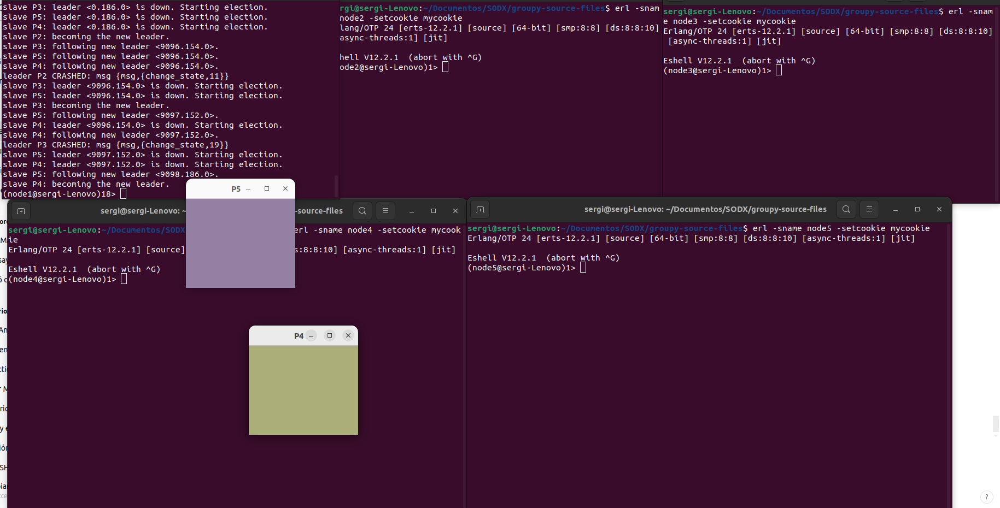 slave P3: leader <0.186.0> is down. Starting election.
slave P5: leader <0.186.0> is down. Starting election.
slave P4: leader <0.186.0> is down. Starting election.
slave P2: becoming the new leader.
slave P3: following new leader <9096.154.0>.
slave P5: following new leader <9096.154.0>.
slave P4: following new leader <9096.154.0>.
leader P2 CRASHED: msg {msg,{change_state,11}}
slave P3: leader <9096.154.0> is down. Starting election.
slave P5: leader <9096.154.0> is down. Starting election.
slave P3: becoming the new leader.
slave P5: following new leader <9097.152.0>.
slave P4: leader <9096.154.0> is down. Starting election.
slave P4: following new leader <9097.152.0>.
leader P3 CRASHED: msg {msg,{change_state,19}}
slave P5: leader <9097.152.0> is down. Starting election.
slave P4: leader <9097.152.0> is down. Starting election.
slave P5: following new leader <9098.186.0>.
slave P4: becoming the new leader.
(node1@sergi-Lenovo)18>
rgi@sergi-Lenovo:~/Documentos/SODX/groupy-source-files$ erl -snam
node2 -setcookie mycookie
lang/OTP 24 [erts-12.2.1] [source] [64-bit] [smp:8:8] [ds:8:8:10]
async-threads:1] [jit]
hell V12.2.1 (abort with ^G)
ode2@sergi-Lenovo)1>
sergi@sergi-Lenovo:~/Documentos/SODX/groupy-source-files$ erl -snam
e node3 -setcookie mycookie
Erlang/OTP 24 [erts-12.2.1] [source] [64-bit] [smp:8:8] [ds:8:8:10]
[async-threads:1] [jit]
Eshell V12.2.1 (abort with ^G)
(node3@sergi-Lenovo)1>
P5
sergi@sergi-Lenovo: ~
-source-files
sergi@sergi-Lenovo:~/Documentos/SODX erl -sname node4 -setcookie mycook
ie
Erlang/OTP 24 [erts-12.2.1] [source] s:8:8:10] [async-threads:1] [jit]
Eshell V12.2.1 (abort with ^G)
(node4@sergi-Lenovo)1>
P4
sergi@sergi-Lenovo: ~/Documentos/SODX/groupy-source-files
sergi@sergi-Lenovo:~/Documentos/SODX/groupy-source-files$ erl -sname node5 -setcookie mycookie
Erlang/OTP 24 [erts-12.2.1] [source] [64-bit] [smp:8:8] [ds:8:8:10] [async-threads:1] [jit]
Eshell V12.2.1 (abort with ^G)
(node5@sergi-Lenovo)1>
?